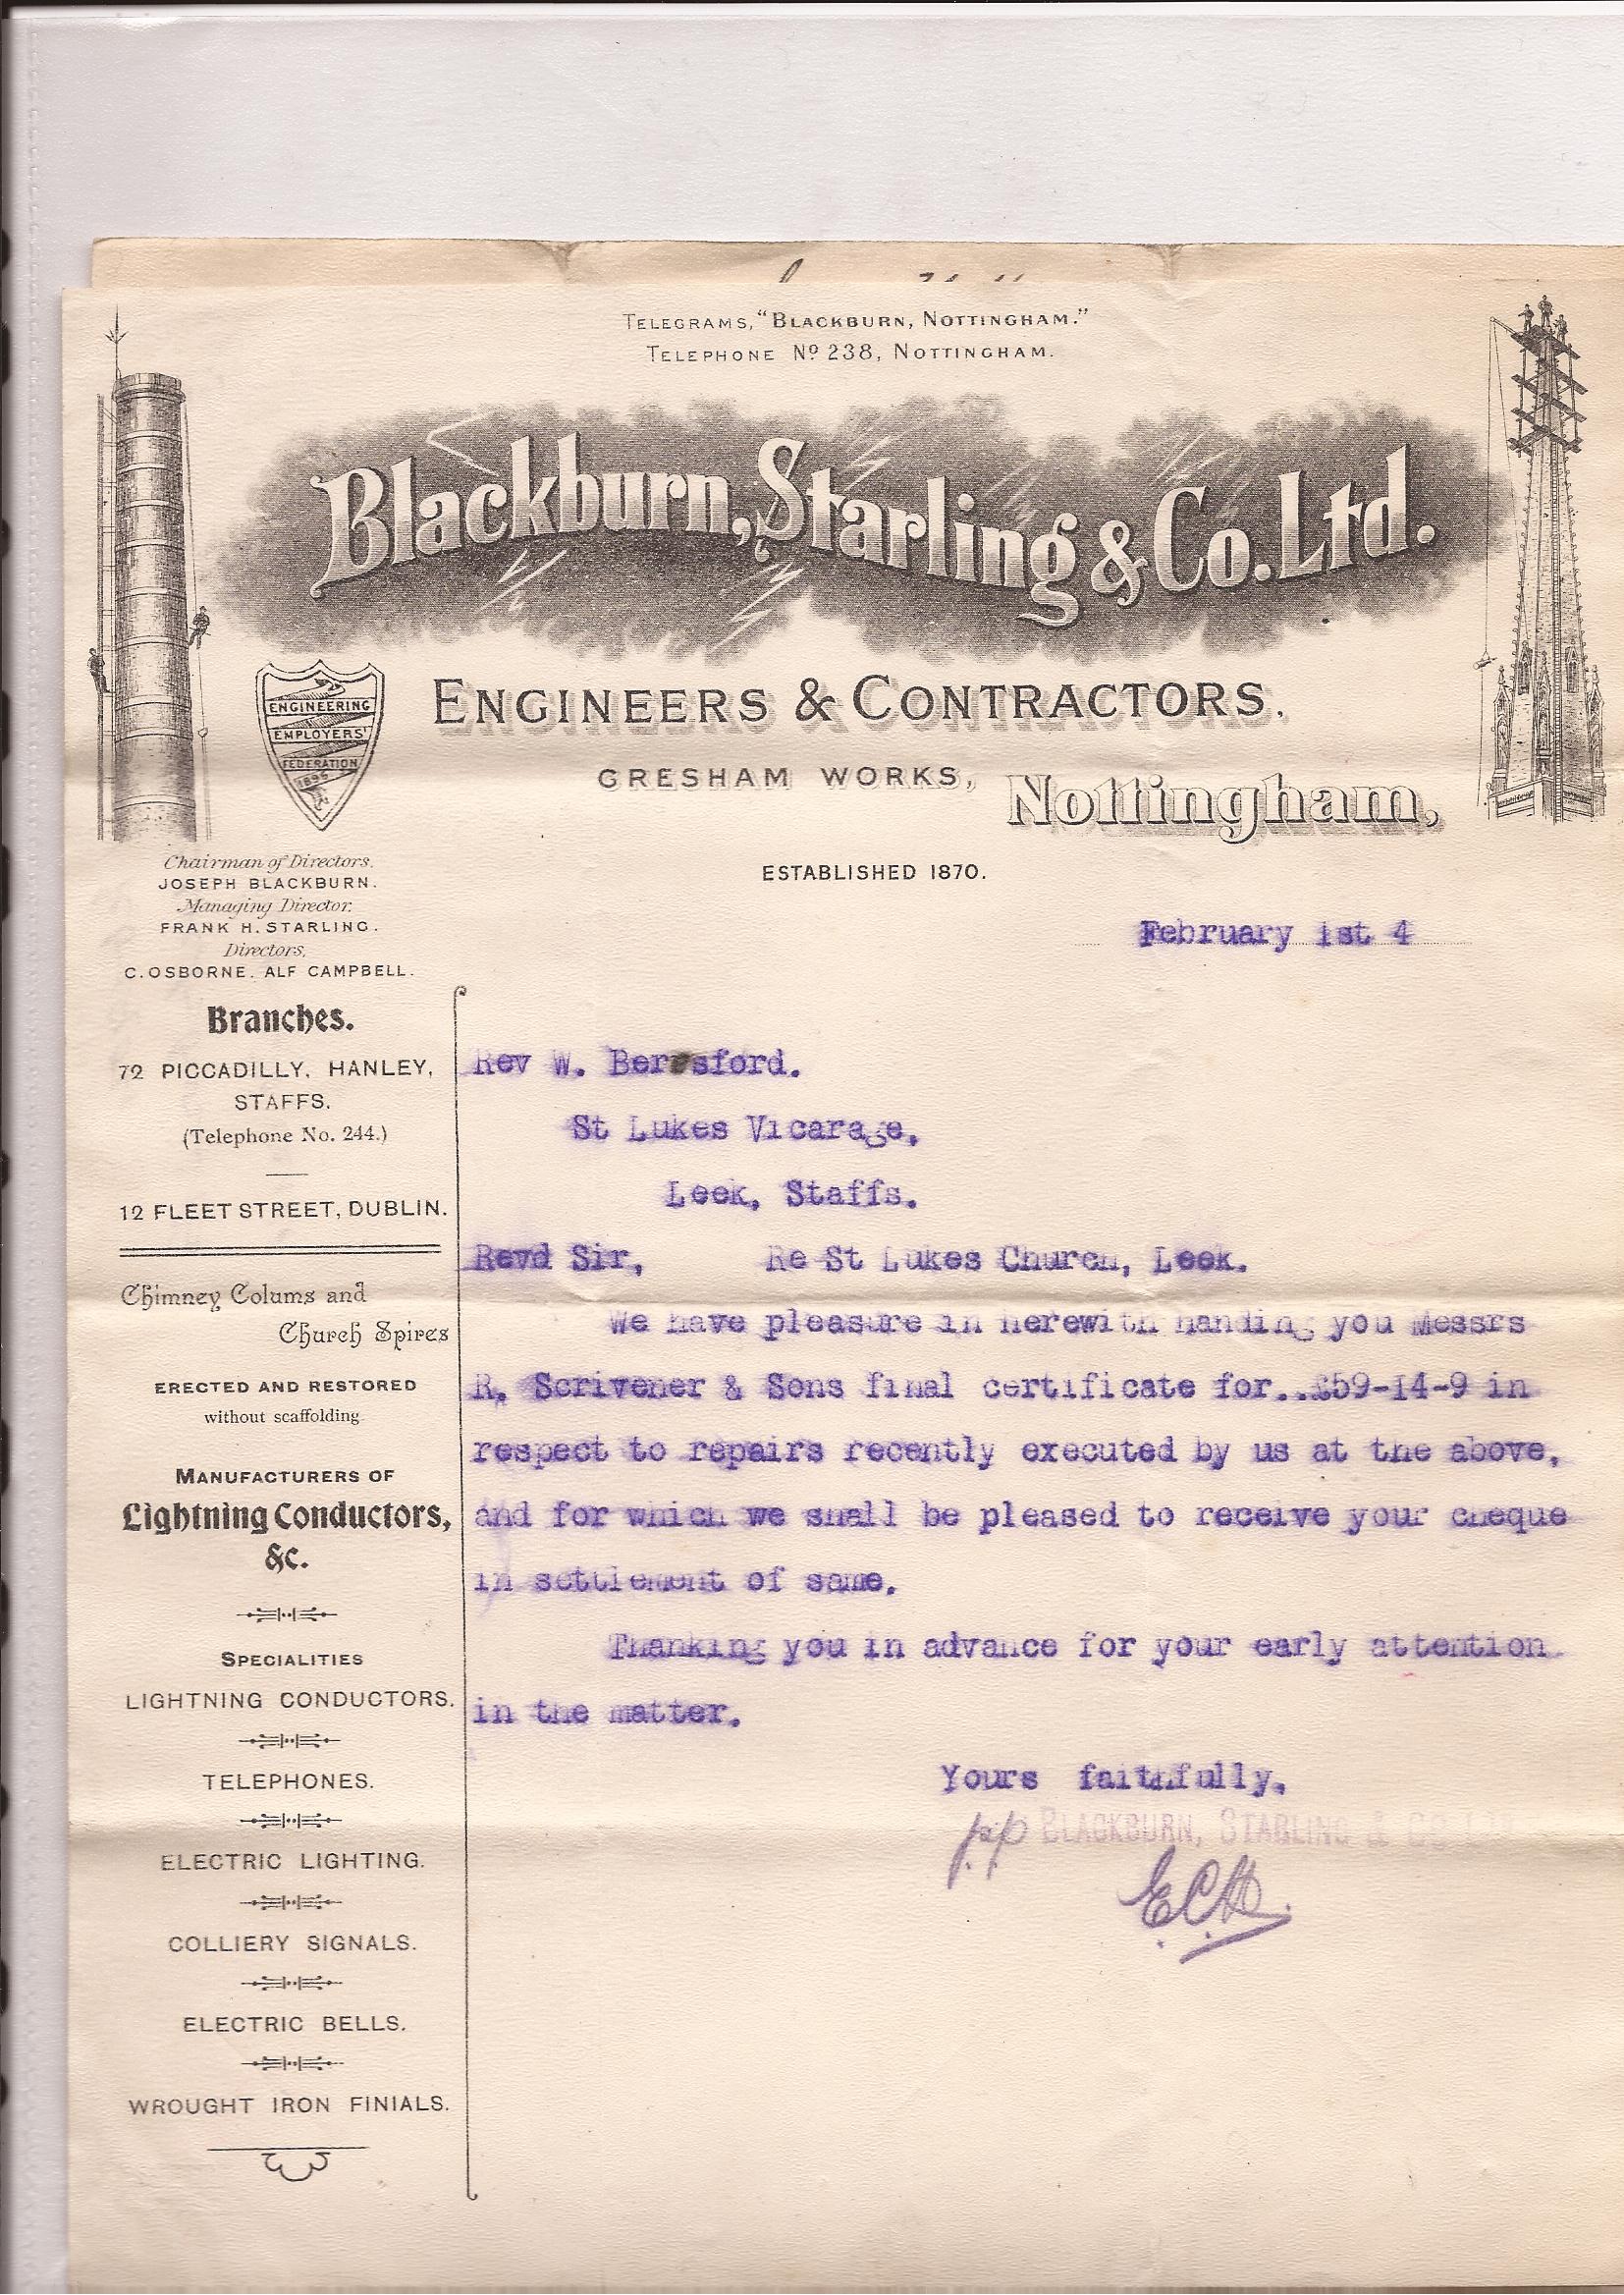 TELEGRAMS, "BLACKBURN, NOTTINGHAM."
TELEPHONE Nº 238, NOTTINGHAM.
Blackburn, Starling & Co. Ltd.
ENGINEERS & CONTRACTORS.
GRESHAM WORKS, Nottingham,
ESTABLISHED 1870.
ENGINEERING
EMPLOYERS'
FEDERATION
1896
Chairman of Directors.
JOSEPH BLACKBURN.
Managing Director.
FRANK H. STARLING.
Directors,
C. OSBORNE. ALF CAMPBELL.
Branches.
72 PICCADILLY, HANLEY,
STAFFS.
(Telephone No. 244.)
12 FLEET STREET, DUBLIN.
Chimney Colums and
Church Spires
ERECTED AND RESTORED
without scaffolding
MANUFACTURERS OF
Lightning Conductors,
&c.
SPECIALITIES
LIGHTNING CONDUCTORS.
TELEPHONES.
ELECTRIC LIGHTING.
COLLIERY SIGNALS.
ELECTRIC BELLS.
WROUGHT IRON FINIALS.
February 1st 4
Rev W. Beresford.
St Lukes Vicarage,
Leek, Staffs.
Revd Sir, Re St Lukes Church, Leek.
We have pleasure in herewith handing you Messrs
R. Scrivener & Sons final certificate for..£59-14-9 in
respect to repairs recently executed by us at the above,
and for which we shall be pleased to receive your cheque
in settlement of same.
Thanking you in advance for your early attention
in the matter.
Yours faithfully,
p.p BLACKBURN, STARLING & CO